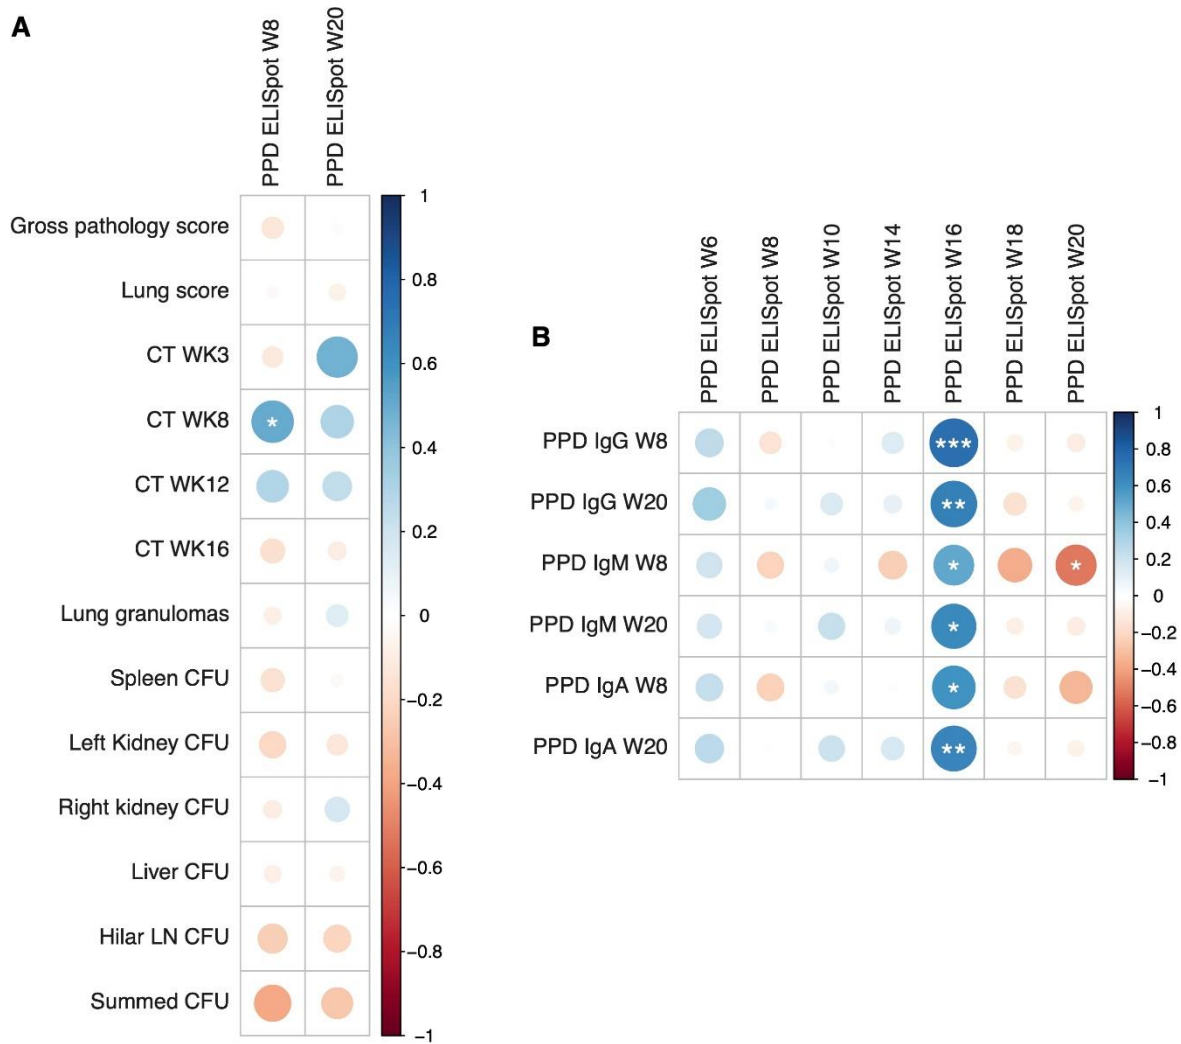 A
PPD ELISpot W8
PPD ELISpot W20
Gross pathology score
Lung score
CT WK3
CT WK8
*
CT WK12
CT WK16
Lung granulomas
Spleen CFU
Left Kidney CFU
Right kidney CFU
Liver CFU
Hilar LN CFU
Summed CFU
1
0.8
0.6
0.4
0.2
0
−0.2
−0.4
−0.6
−0.8
−1
B
PPD ELISpot W6
PPD ELISpot W8
PPD ELISpot W10
PPD ELISpot W14
PPD ELISpot W16
PPD ELISpot W18
PPD ELISpot W20
PPD IgG W8
***
PPD IgG W20
**
PPD IgM W8
* *
PPD IgM W20
*
PPD IgA W8
*
PPD IgA W20
**
1
0.8
0.6
0.4
0.2
0
−0.2
−0.4
−0.6
−0.8
−1